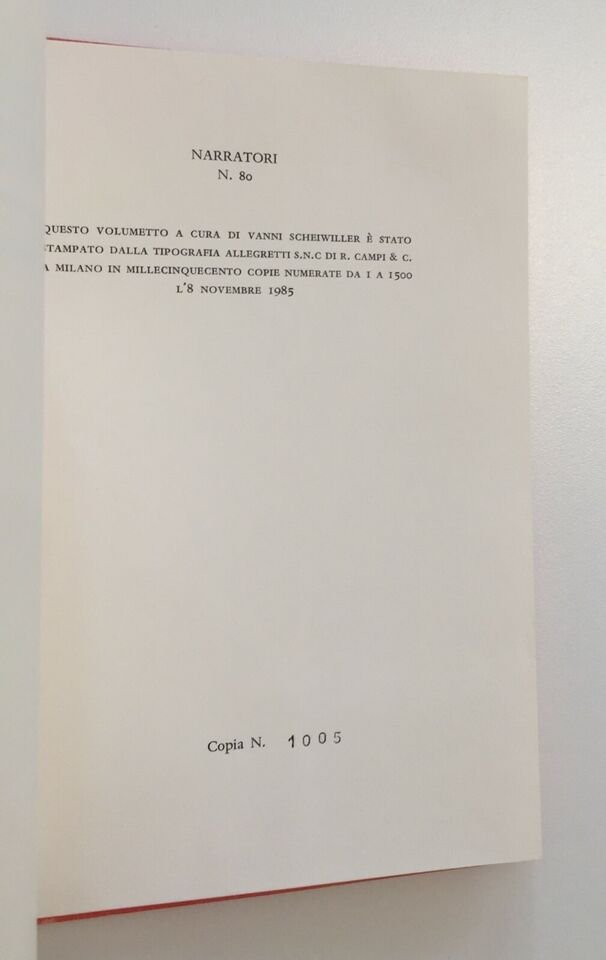 NARRATORI
N. 80
QUESTO VOLUMETTO A CURA DI VANNI SCHEIWILLER È STATO
STAMPATO DALLA TIPOGRAFIA ALLEGRETTI S.N.C DI R. CAMPI & C.
A MILANO IN MILLECINQUECENTO COPIE NUMERATE DA 1 A 1500
L'8 NOVEMBRE 1985
Copia N. 1005